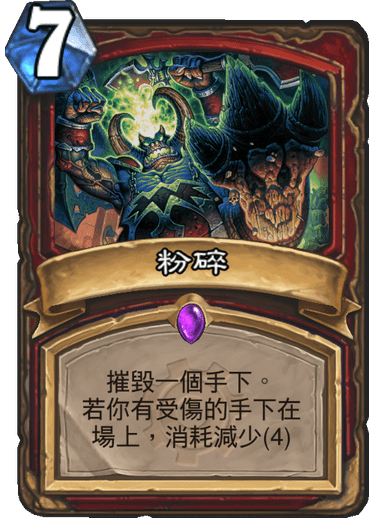 7
粉碎
摧毀一個手下。
若你有受傷的手下在
場上，消耗減少(4)